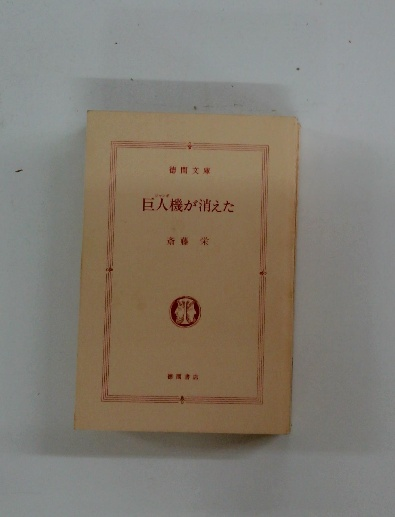 徳間文庫
巨人機が消えた
斎藤 栄
徳間書店